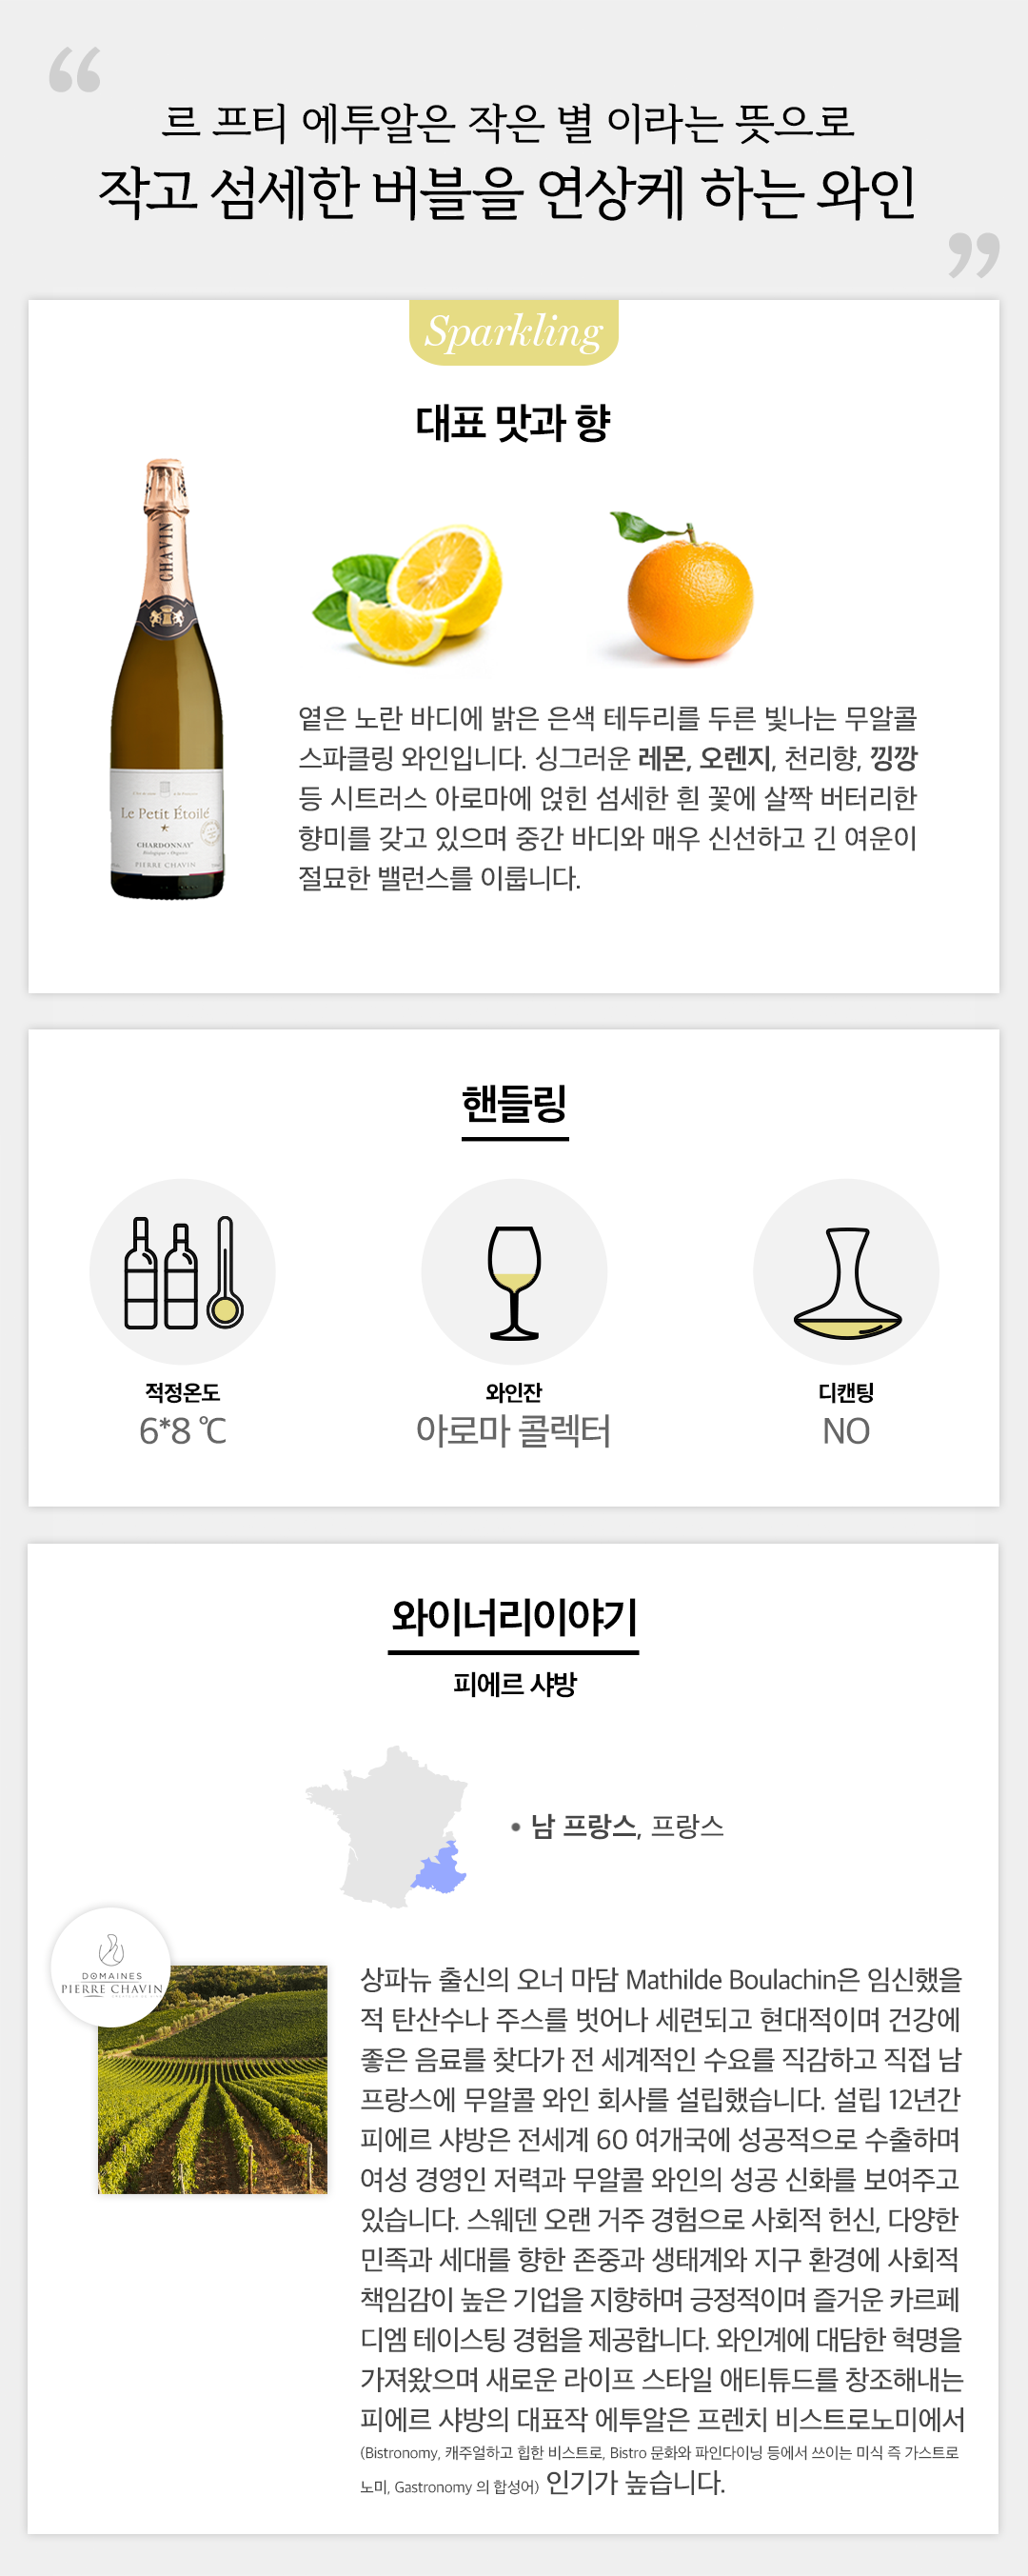 “
르 프티 에투알은 작은 별 이라는 뜻으로
작고 섬세한 버블을 연상케 하는 와인
”
Sparkling
대표 맛과 향
CHAVIN
Le Petit Étoilé
CHARDONNAY
Biologique - Organic
PIERRE CHAVIN
옅은 노란 바디에 밝은 은색 테두리를 두른 빛나는 무알콜
스파클링 와인입니다. 싱그러운 레몬, 오렌지, 천리향, 낑깡
등 시트러스 아로마에 얹힌 섬세한 흰 꽃에 살짝 버터리한
향미를 갖고 있으며 중간 바디와 매우 신선하고 긴 여운이
절묘한 밸런스를 이룹니다.
핸들링
적정온도
6*8 ℃
와인잔
아로마 콜렉터
디캔팅
NO
와이너리이야기
피에르 샤방
• 남 프랑스, 프랑스
DOMAINES
PIERRE CHAVIN
상파뉴 출신의 오너 마담 Mathilde Boulachin은 임신했을
적 탄산수나 주스를 벗어나 세련되고 현대적이며 건강에
좋은 음료를 찾다가 전 세계적인 수요를 직감하고 직접 남
프랑스에 무알콜 와인 회사를 설립했습니다. 설립 12년간
피에르 샤방은 전세계 60 여개국에 성공적으로 수출하며
여성 경영인 저력과 무알콜 와인의 성공 신화를 보여주고
있습니다. 스웨덴 오랜 거주 경험으로 사회적 헌신, 다양한
민족과 세대를 향한 존중과 생태계와 지구 환경에 사회적
책임감이 높은 기업을 지향하며 긍정적이며 즐거운 카르페
디엠 테이스팅 경험을 제공합니다. 와인계에 대담한 혁명을
가져왔으며 새로운 라이프 스타일 애티튜드를 창조해내는
피에르 샤방의 대표작 에투알은 프렌치 비스트로노미에서
(Bistronomy, 캐주얼하고 힙한 비스트로, Bistro 문화와 파인다이닝 등에서 쓰이는 미식 즉 가스트로
노미, Gastronomy 의 합성어) 인기가 높습니다.